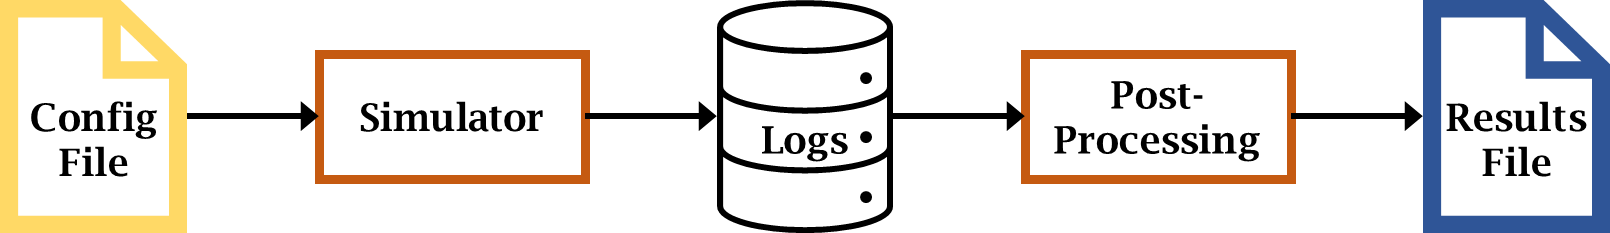 Config
File
Simulator
Logs
Post-
Processing
Results
File